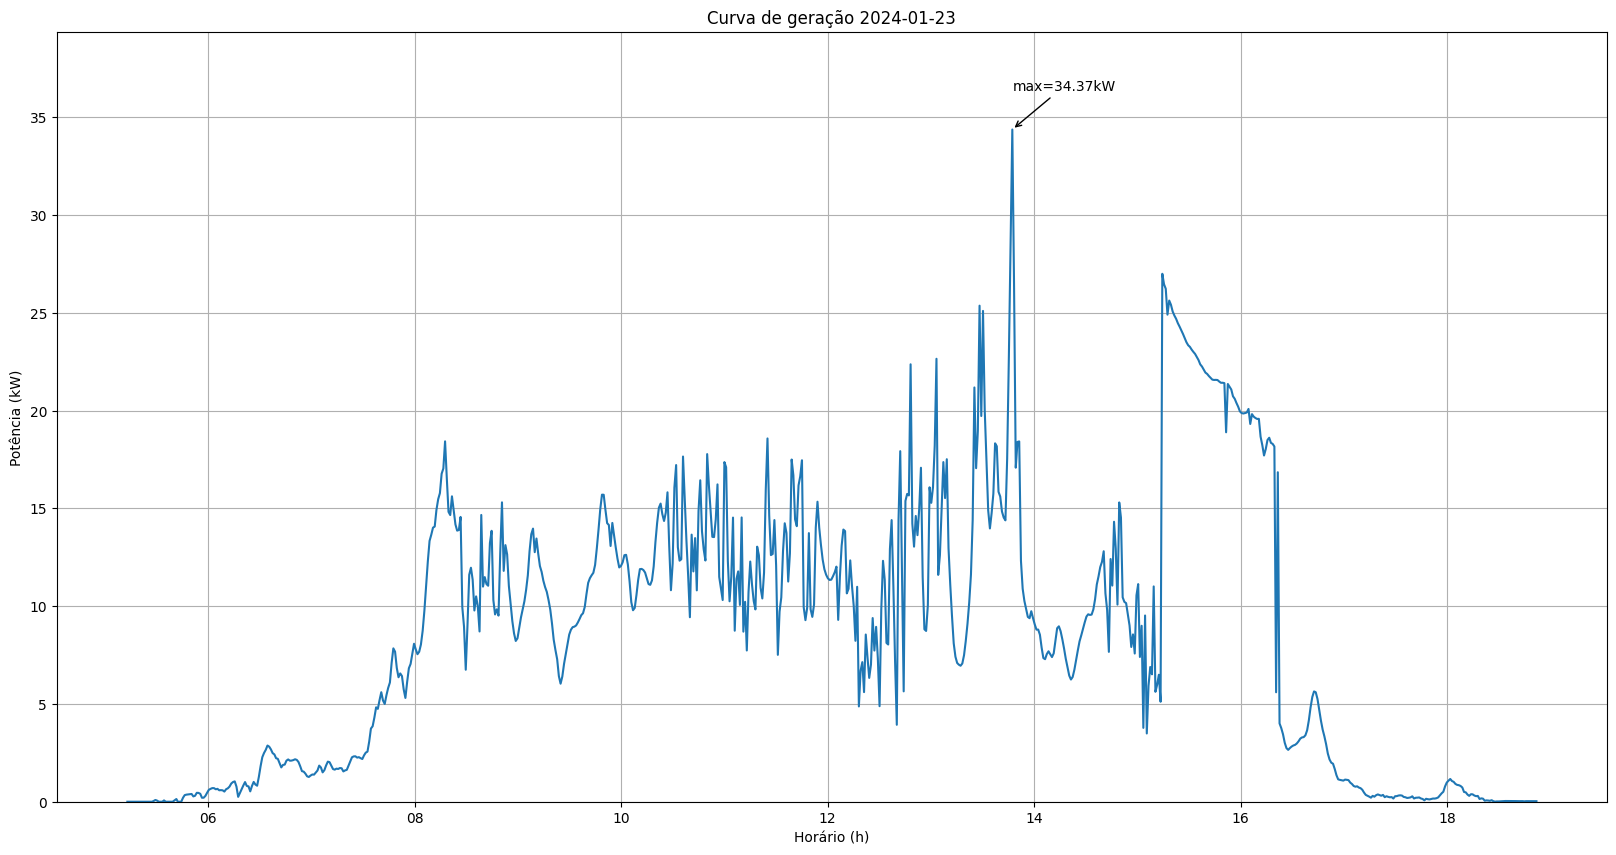 Curva de geração 2024-01-23
max=34.37kW
35
30
25
20
15
10
5
0
Potência (kW)
06 08 10 12 14 16 18
Horário (h)